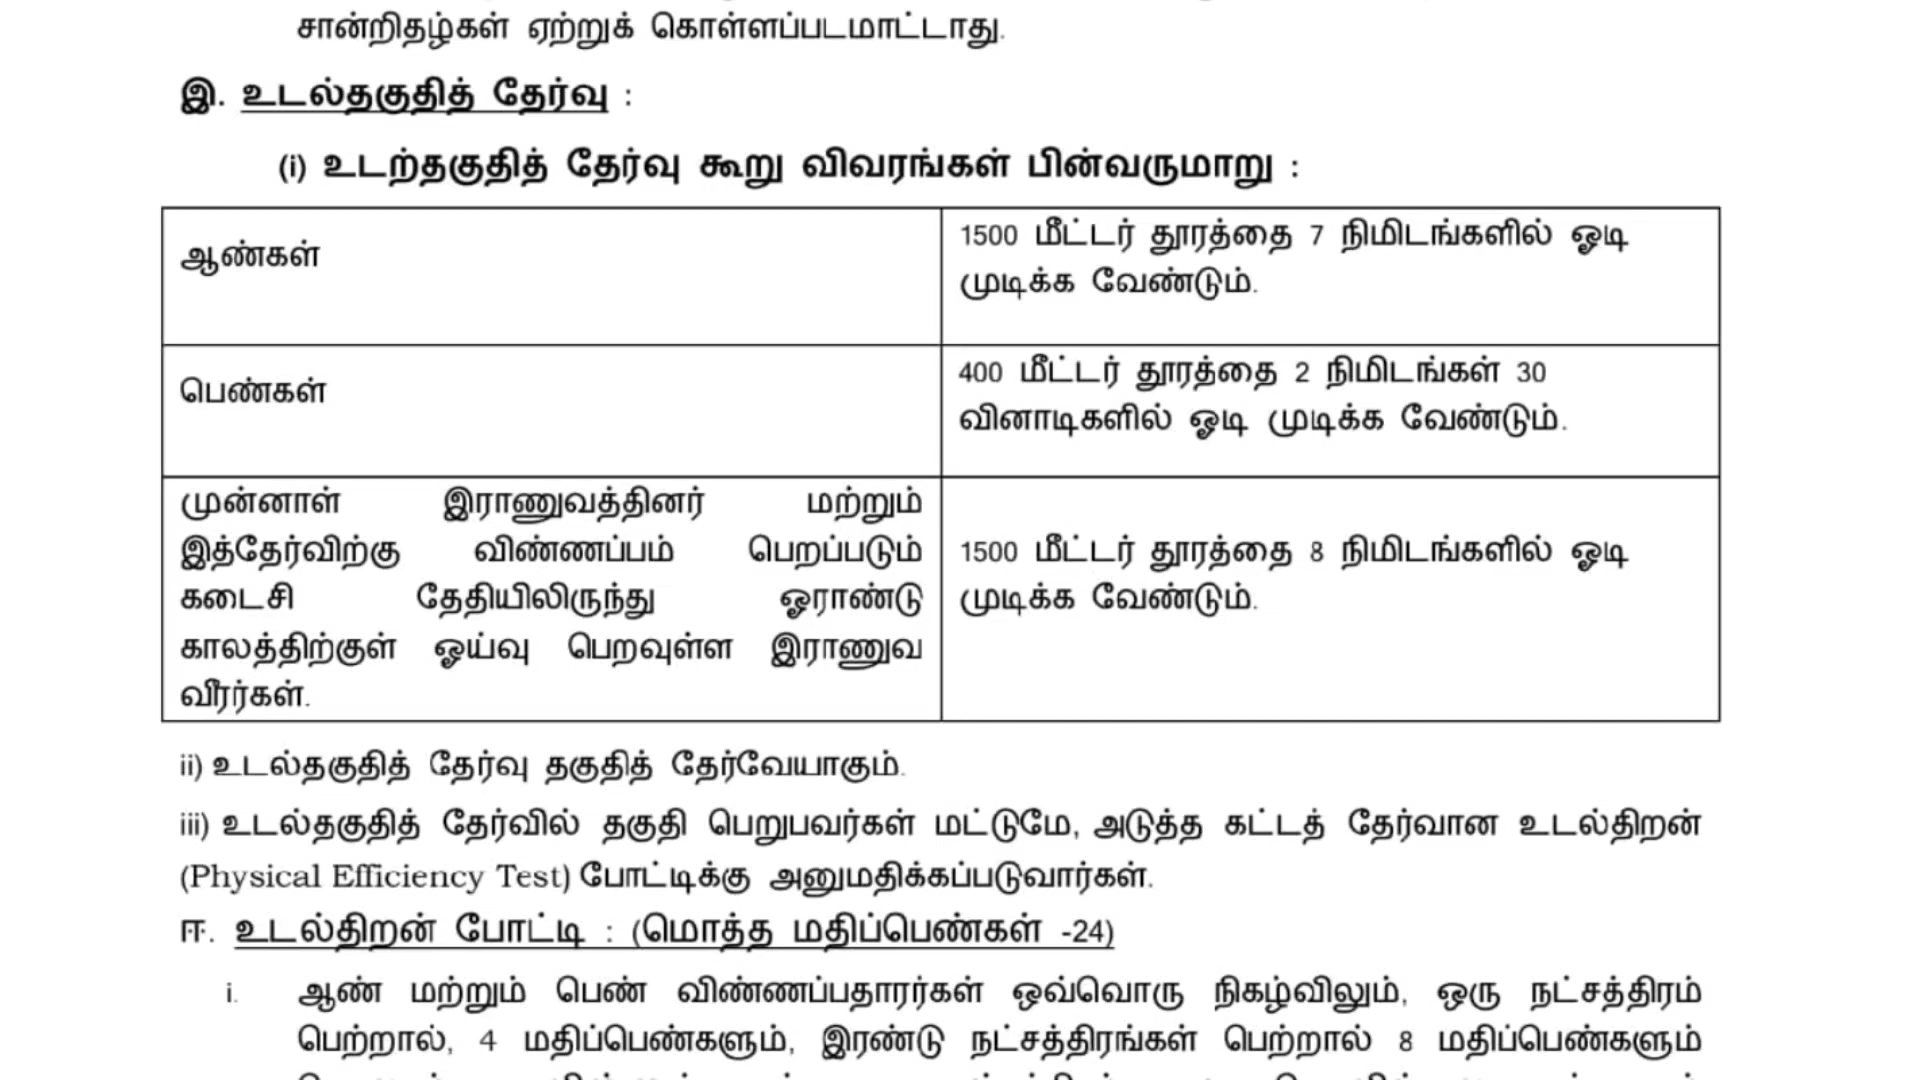 சான்றிதழ்கள் ஏற்றுக் கொள்ளப்படமாட்டாது.
இ. உடல்தகுதித் தேர்வு :
(i) உடற்தகுதித் தேர்வு கூறு விவரங்கள் பின்வருமாறு :
ஆண்கள்
1500 மீட்டர் தூரத்தை 7 நிமிடங்களில் ஓடி
முடிக்க வேண்டும்.
பெண்கள்
400 மீட்டர் தூரத்தை 2 நிமிடங்கள் 30
வினாடிகளில் ஓடி முடிக்க வேண்டும்.
முன்னாள் இராணுவத்தினர் மற்றும்
இத்தேர்விற்கு விண்ணப்பம் பெறப்படும்
கடைசி தேதியிலிருந்து ஓராண்டு
காலத்திற்குள் ஓய்வு பெறவுள்ள இராணுவ
வீரர்கள்.
1500 மீட்டர் தூரத்தை 8 நிமிடங்களில் ஓடி
முடிக்க வேண்டும்.
ii) உடல்தகுதித் தேர்வு தகுதித் தேர்வேயாகும்.
iii) உடல்தகுதித் தேர்வில் தகுதி பெறுபவர்கள் மட்டுமே, அடுத்த கட்டத் தேர்வான உடல்திறன்
(Physical Efficiency Test) போட்டிக்கு அனுமதிக்கப்படுவார்கள்.
ஈ. உடல்திறன் போட்டி : (மொத்த மதிப்பெண்கள் -24)
i. ஆண் மற்றும் பெண் விண்ணப்பதாரர்கள் ஒவ்வொரு நிகழ்விலும், ஒரு நட்சத்திரம்
பெற்றால், 4 மதிப்பெண்களும், இரண்டு நட்சத்திரங்கள் பெற்றால் 8 மதிப்பெண்களும்